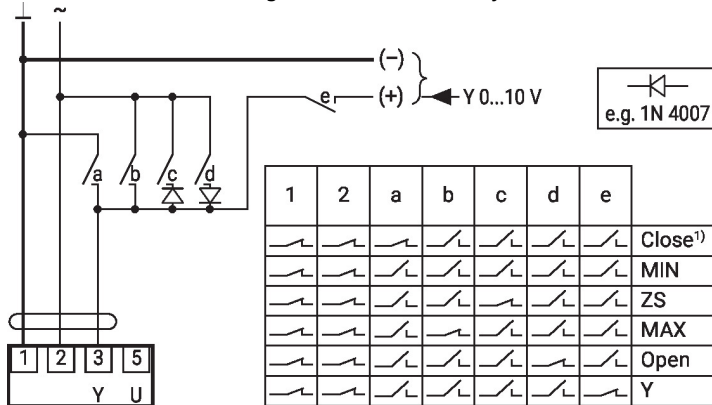 ~
(−)
e
(+)
Y 0...10 V
e.g. 1N 4007
a b c d
1 2 a b c d e
Close¹⁾
MIN
ZS
MAX
Open
Y
1 2 3 5
Y U